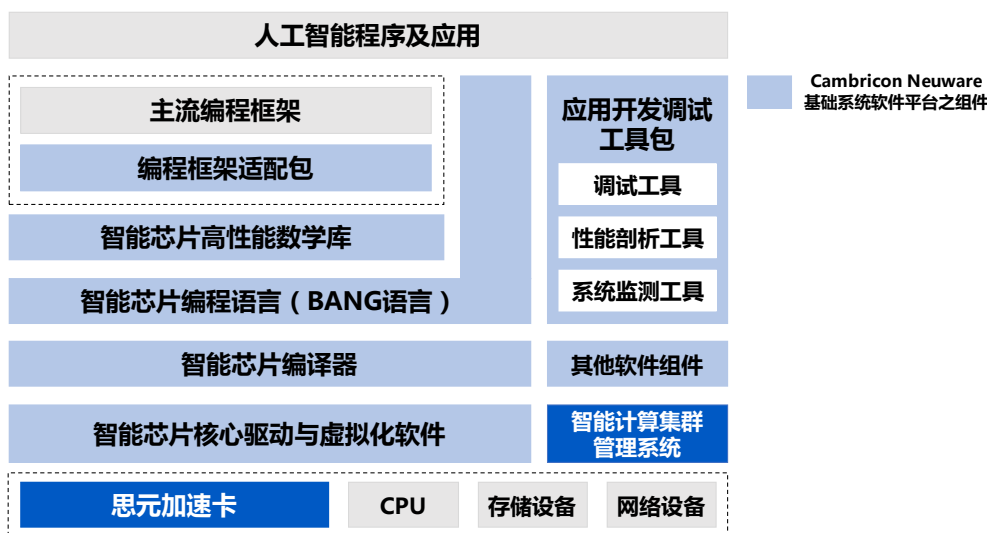 人工智能程序及应用
主流编程框架
编程框架适配包
智能芯片高性能数学库
智能芯片编程语言（BANG语言）
智能芯片编译器
智能芯片核心驱动与虚拟化软件
应用开发调试
工具包
调试工具
性能剖析工具
系统监测工具
其他软件组件
智能计算集群
管理系统
思元加速卡
CPU
存储设备
网络设备
Cambricon Neuware
基础系统软件平台之组件